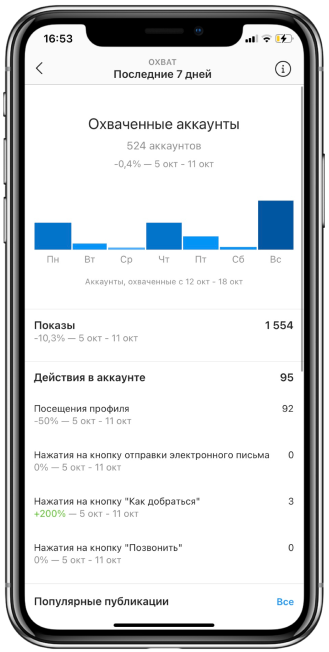 16:53
ОХВАТ
Последние 7 дней
Охваченные аккаунты
524 аккаунтов
-0,4% — 5 окт - 11 окт
Пн Вт Ср Чт Пт Сб Вс
Аккаунты, охваченные с 12 окт - 18 окт
Показы 1 554
-10,3% — 5 окт - 11 окт
Действия в аккаунте 95
Посещения профиля 92
-50% — 5 окт - 11 окт
Нажатия на кнопку отправки электронного письма 0
0% — 5 окт - 11 окт
Нажатия на кнопку "Как добраться" 3
+200% — 5 окт - 11 окт
Нажатия на кнопку "Позвонить" 0
0% — 5 окт - 11 окт
Популярные публикации Все